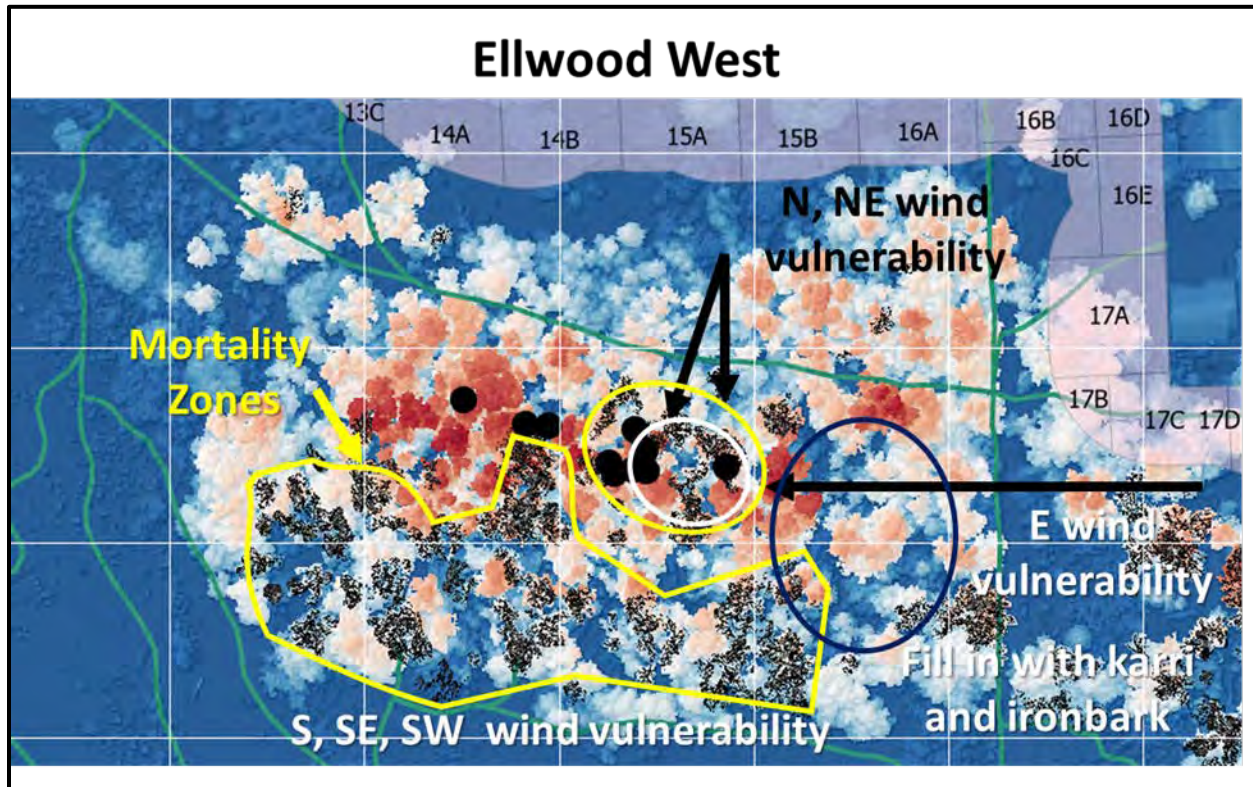 Ellwood West
13C
14A
14B
15A
15B
16A
16B
16D
16C
16E
N, NE wind
vulnerability
17A
Mortality
Zones
17B
17C
17D
E wind
vulnerability
Fill in with karri
and ironbark
S, SE, SW wind vulnerability